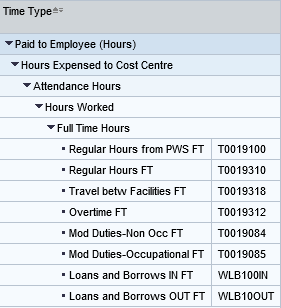 Time Type
Paid to Employee (Hours)
Hours Expensed to Cost Centre
Attendance Hours
Hours Worked
Full Time Hours
Regular Hours from PWS FT T0019100
Regular Hours FT T0019310
Travel betw Facilities FT T0019318
Overtime FT T0019312
Mod Duties-Non Occ FT T0019084
Mod Duties-Occupational FT T0019085
Loans and Borrows IN FT WLB100IN
Loans and Borrows OUT FT WLB10OUT